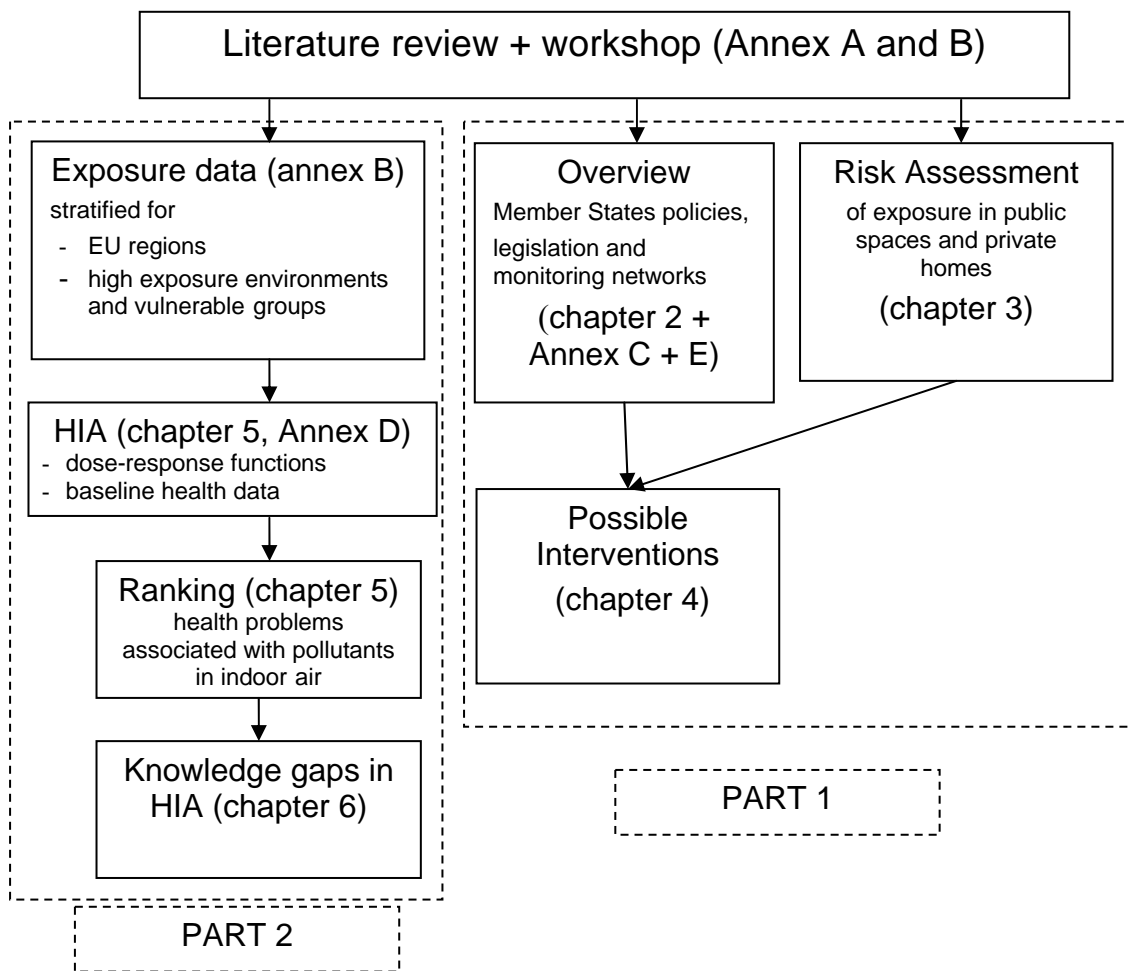 Literature review + workshop (Annex A and B)
Exposure data (annex B)
stratified for
- EU regions
- high exposure environments
and vulnerable groups
HIA (chapter 5, Annex D)
- dose-response functions
- baseline health data
Ranking (chapter 5)
health problems
associated with pollutants
in indoor air
Knowledge gaps in
HIA (chapter 6)
PART 2
Overview
Member States policies,
legislation and
monitoring networks
(chapter 2 +
Annex C + E)
Risk Assessment
of exposure in public
spaces and private
homes
(chapter 3)
Possible
Interventions
(chapter 4)
PART 1